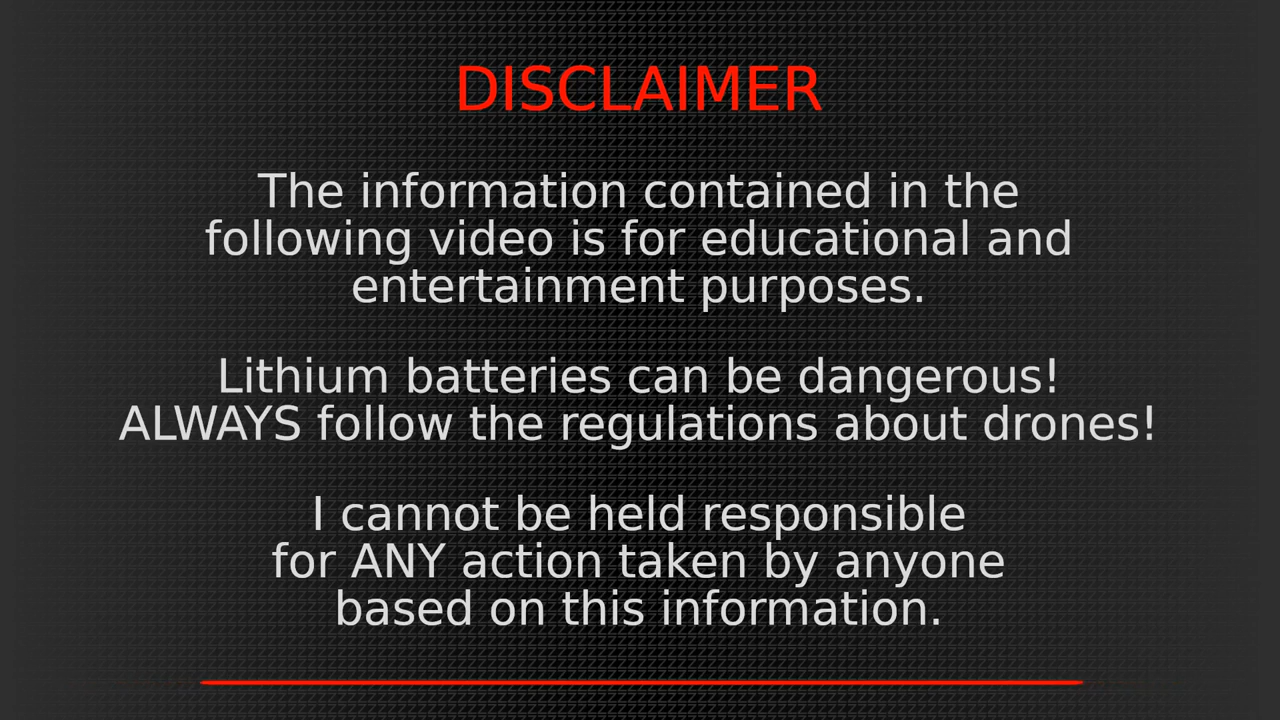 DISCLAIMER
The information contained in the
following video is for educational and
entertainment purposes.
Lithium batteries can be dangerous!
ALWAYS follow the regulations about drones!
I cannot be held responsible
for ANY action taken by anyone
based on this information.